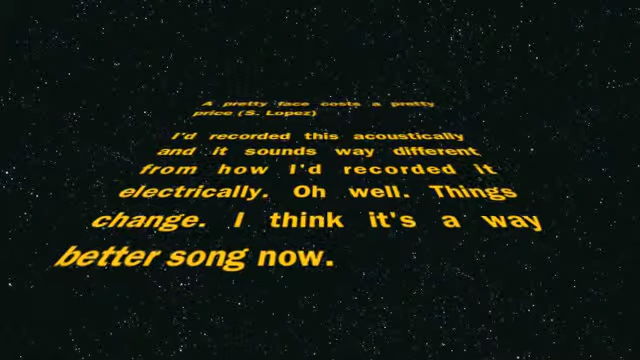 A pretty face costs a pretty
price (S. Lopez)
I'd recorded this acoustically
and it sounds way different
from how I'd recorded it
electrically. Oh well. Things
change. I think it's a way
better song now.